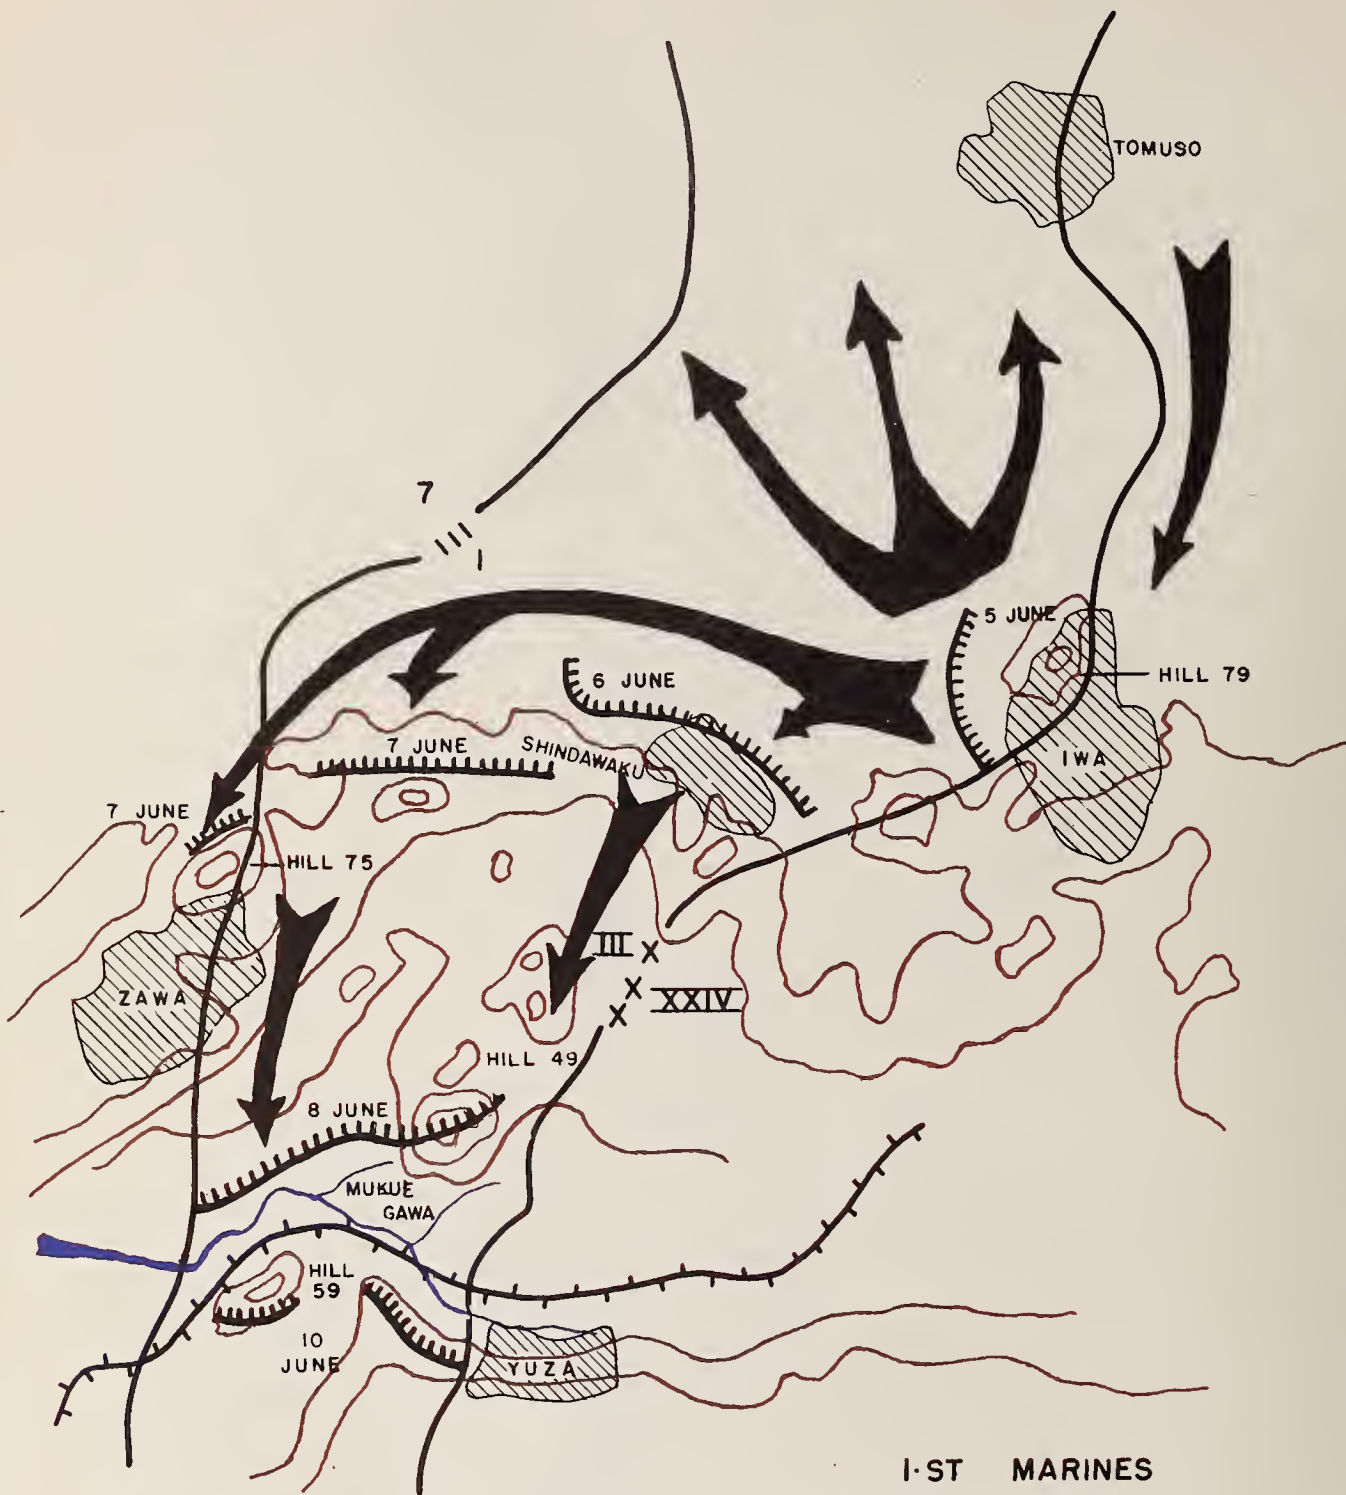 TOMUSO
7
1
5 JUNE
HILL 79
6 JUNE
7 JUNE
SHINDAWAKU
IWA
7 JUNE
HILL 75
III X
X
XXIV
X
ZAWA
HILL 49
8 JUNE
MUKUE
GAWA
HILL
59
10
JUNE
YUZA
1·ST MARINES